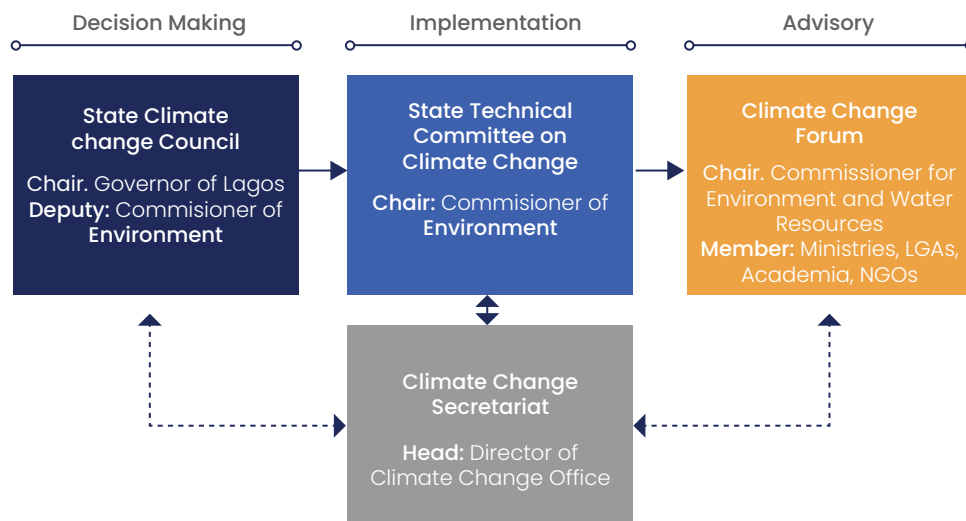 Decision Making
Implementation
Advisory
State Climate
change Council
Chair. Governor of Lagos
Deputy: Commisioner of
Environment
State Technical
Committee on
Climate Change
Chair: Commisioner of
Environment
Climate Change
Forum
Chair. Commissioner for
Environment and Water
Resources
Member: Ministries, LGAs,
Academia, NGOs
Climate Change
Secretariat
Head: Director of
Climate Change Office